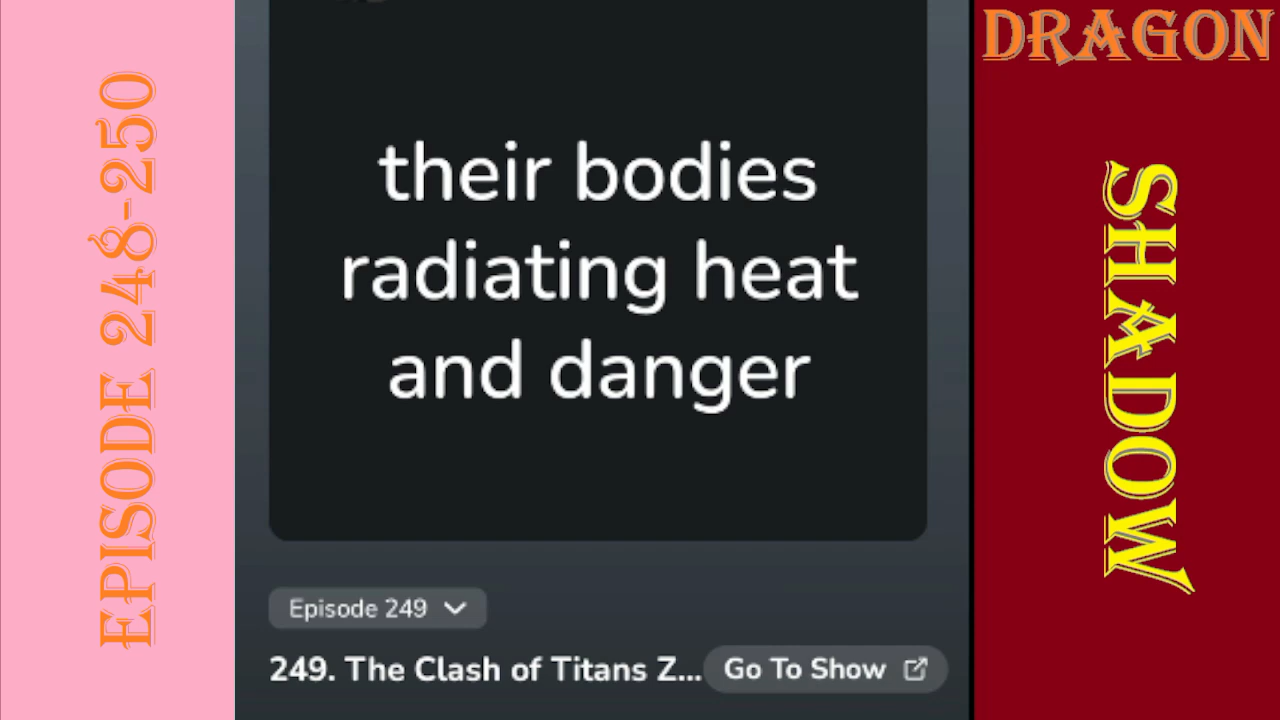 EPISODE 248-250
their bodies
radiating heat
and danger
Episode 249
249. The Clash of Titans Z...
Go To Show
DRAGON
SHADOW